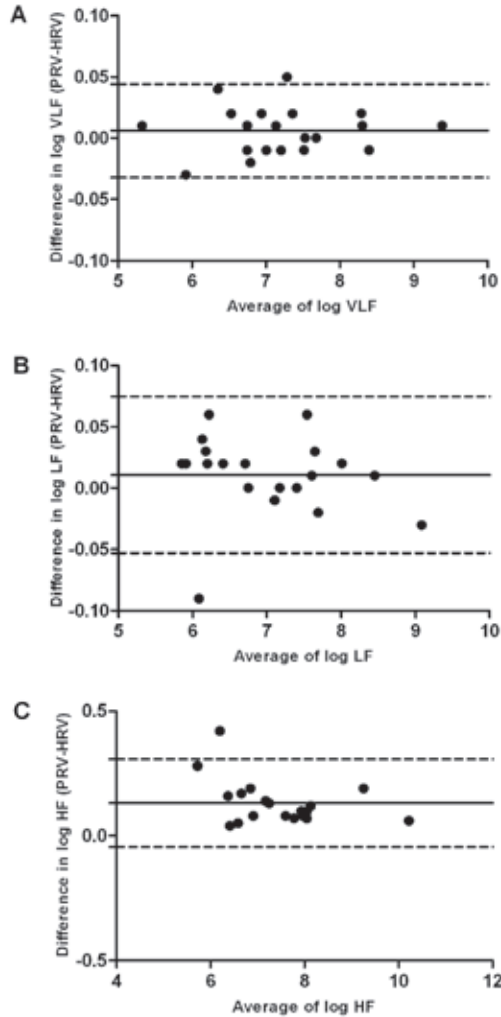 A
Difference in log VLF (PRV-HRV)
0.10
0.05
0.00
-0.05
-0.10
5 6 7 8 9 10
Average of log VLF
B
Difference in log LF (PRV-HRV)
0.10
0.05
0.00
-0.05
-0.10
5 6 7 8 9 10
Average of log LF
C
Difference in log HF (PRV-HRV)
0.5
0.0
-0.5
4 6 8 10 12
Average of log HF